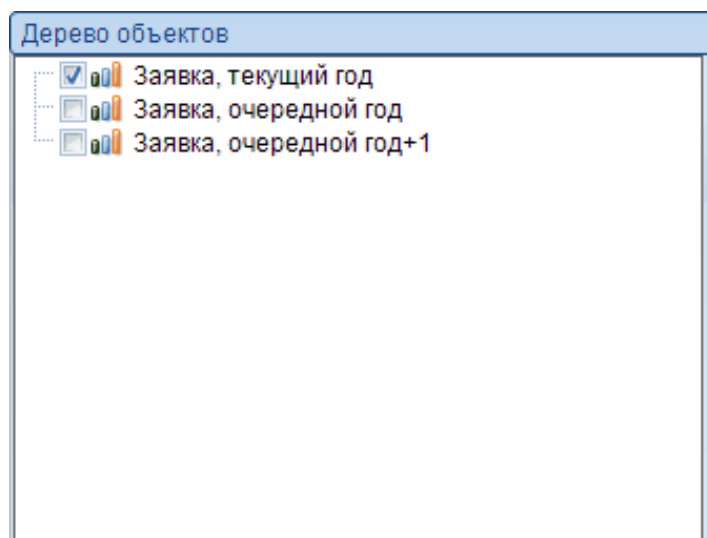 Дерево объектов
Заявка, текущий год
Заявка, очередной год
Заявка, очередной год+1